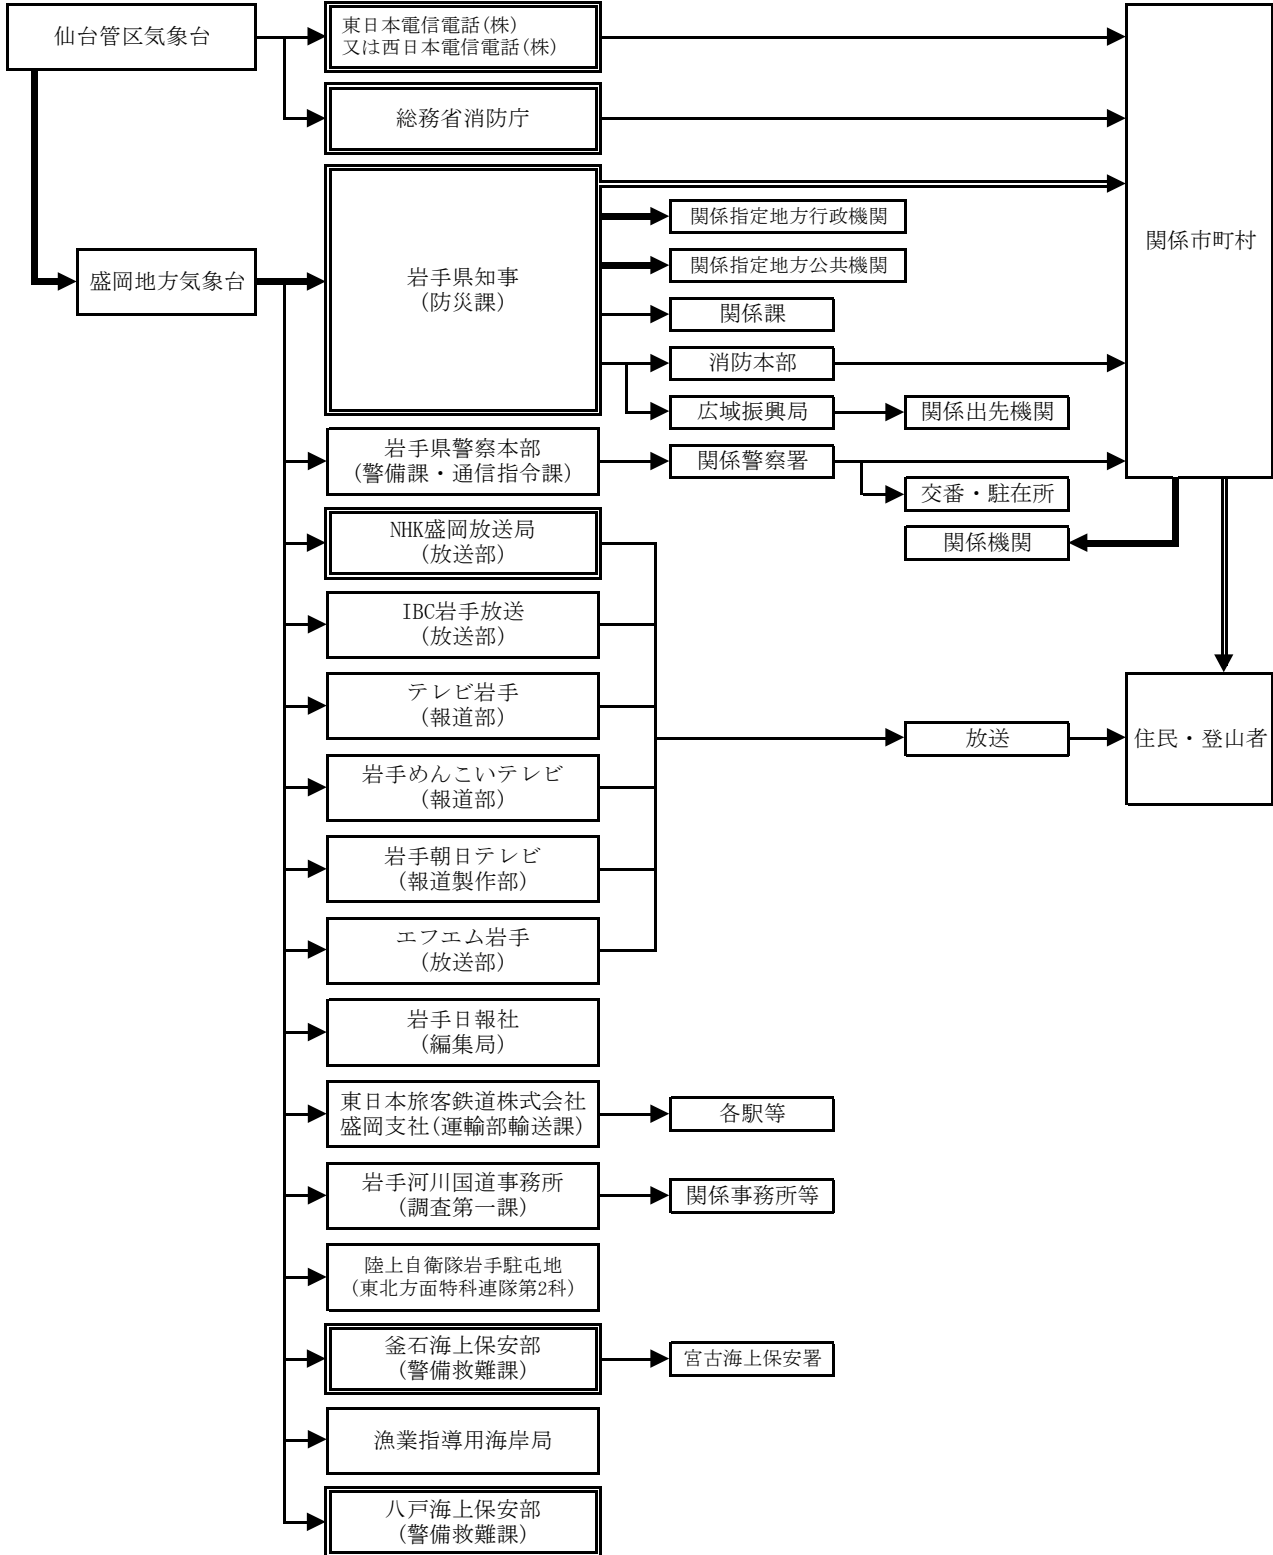 仙台管区気象台
東日本電信電話(株)
又は西日本電信電話(株)
総務省消防庁
岩手県知事
(防災課)
関係指定地方行政機関
関係指定地方公共機関
関係課
消防本部
広域振興局
関係出先機関
関係市町村
盛岡地方気象台
岩手県警察本部
(警備課・通信指令課)
関係警察署
交番・駐在所
関係機関
NHK盛岡放送局
(放送部)
IBC岩手放送
(放送部)
テレビ岩手
(報道部)
放送
住民・登山者
岩手めんこいテレビ
(報道部)
岩手朝日テレビ
(報道製作部)
エフエム岩手
(放送部)
岩手日報社
(編集局)
東日本旅客鉄道株式会社
盛岡支社(運輸部輸送課)
各駅等
岩手河川国道事務所
(調査第一課)
関係事務所等
陸上自衛隊岩手駐屯地
(東北方面特科連隊第2科)
釜石海上保安部
(警備救難課)
宮古海上保安署
漁業指導用海岸局
八戸海上保安部
(警備救難課)